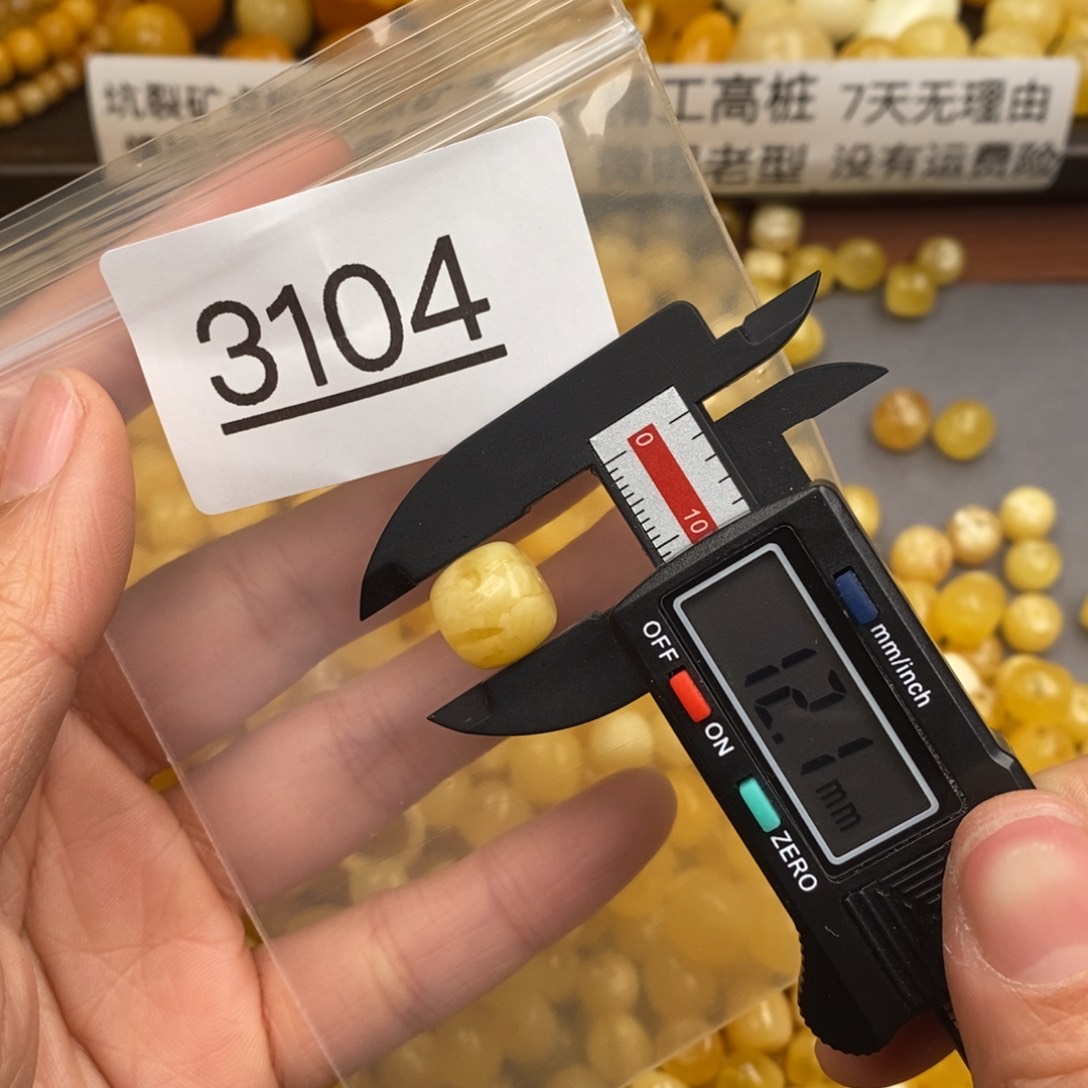 坑裂矿
工高桩 7天无理由
老型 没有运费险
3104
0
10
mm/inch
OFF
ON
ZERO
12.1 mm